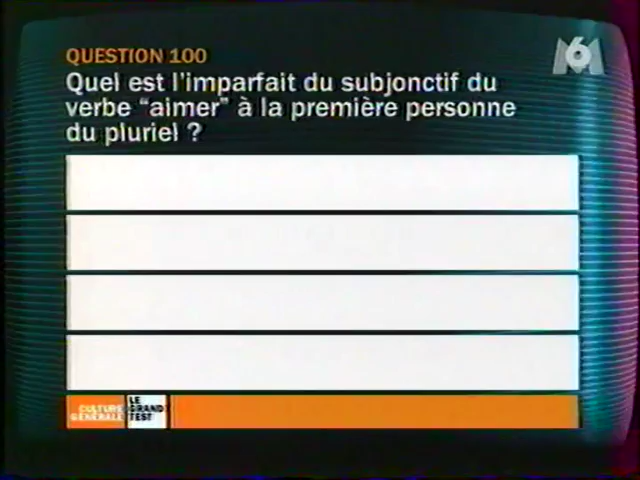 QUESTION 100
M6
Quel est l'imparfait du subjonctif du
verbe "aimer" à la première personne
du pluriel ?
CULTURE
GÉNÉRALE
LE
GRAND
TEST